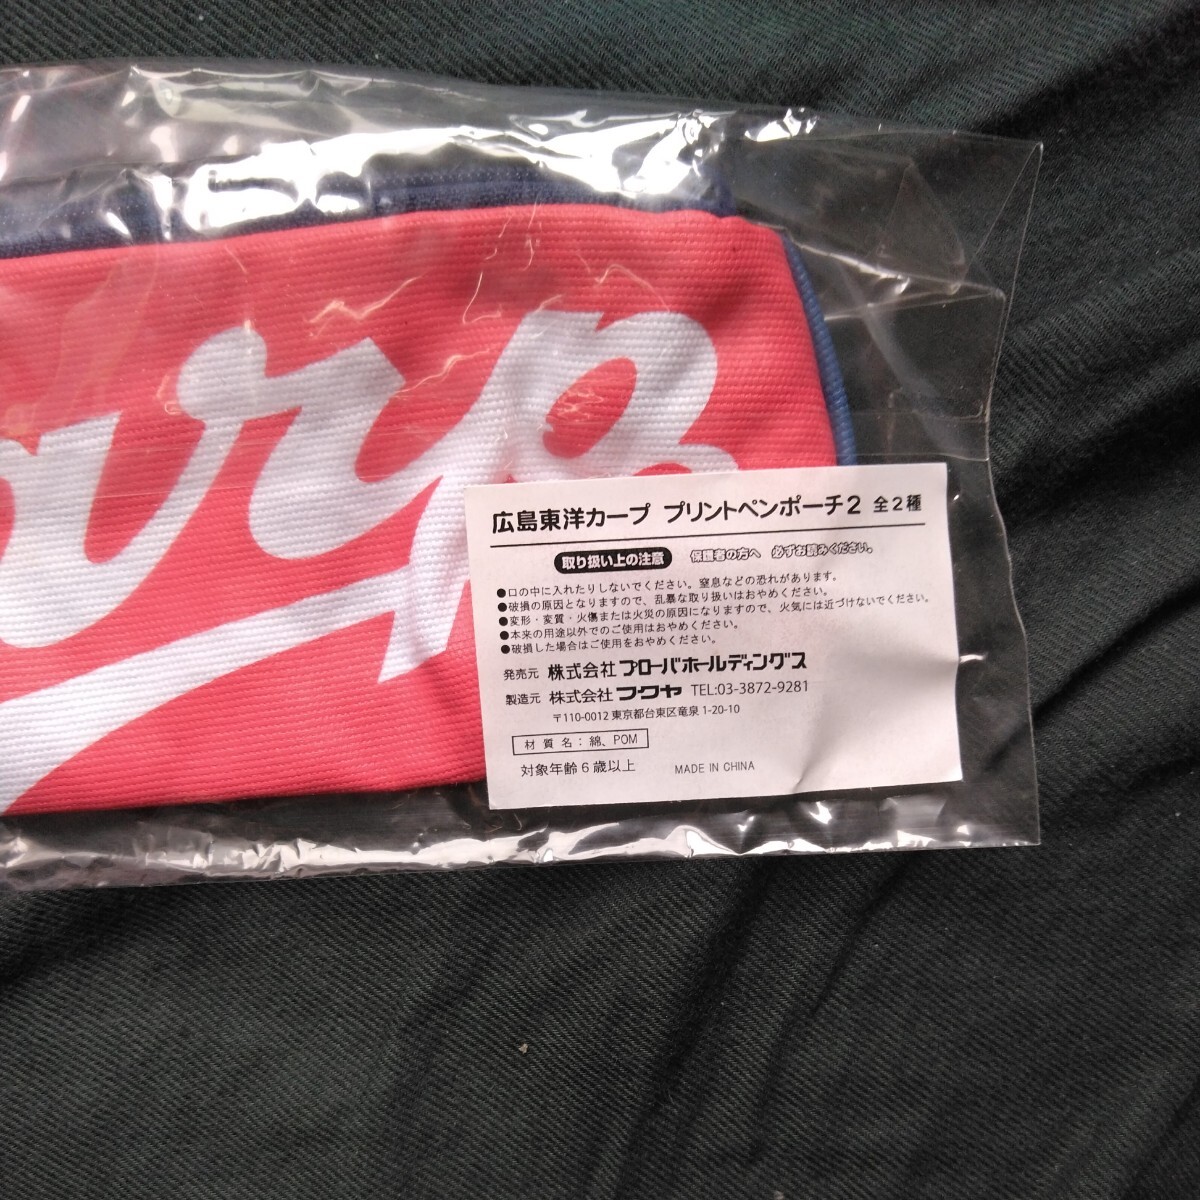 arp
広島東洋カープ プリントペンポーチ2 全2種
取り扱い上の注意 保護者の方へ 必ずお読みください。
●口の中に入れたりしないでください。窒息などの恐れがあります。
●破損の原因となりますので、乱暴な取り扱いはおやめください。
●変形・変質・火傷または火災の原因になりますので、火気には近づけないでください。
●本来の用途以外でのご使用はおやめください。
●破損した場合はご使用をおやめください。
発売元 株式会社プローバホールディングス
製造元 株式会社フクヤ TEL:03-3872-9281
〒110-0012 東京都台東区竜泉 1-20-10
材質名：綿、POM
対象年齢6歳以上 MADE IN CHINA